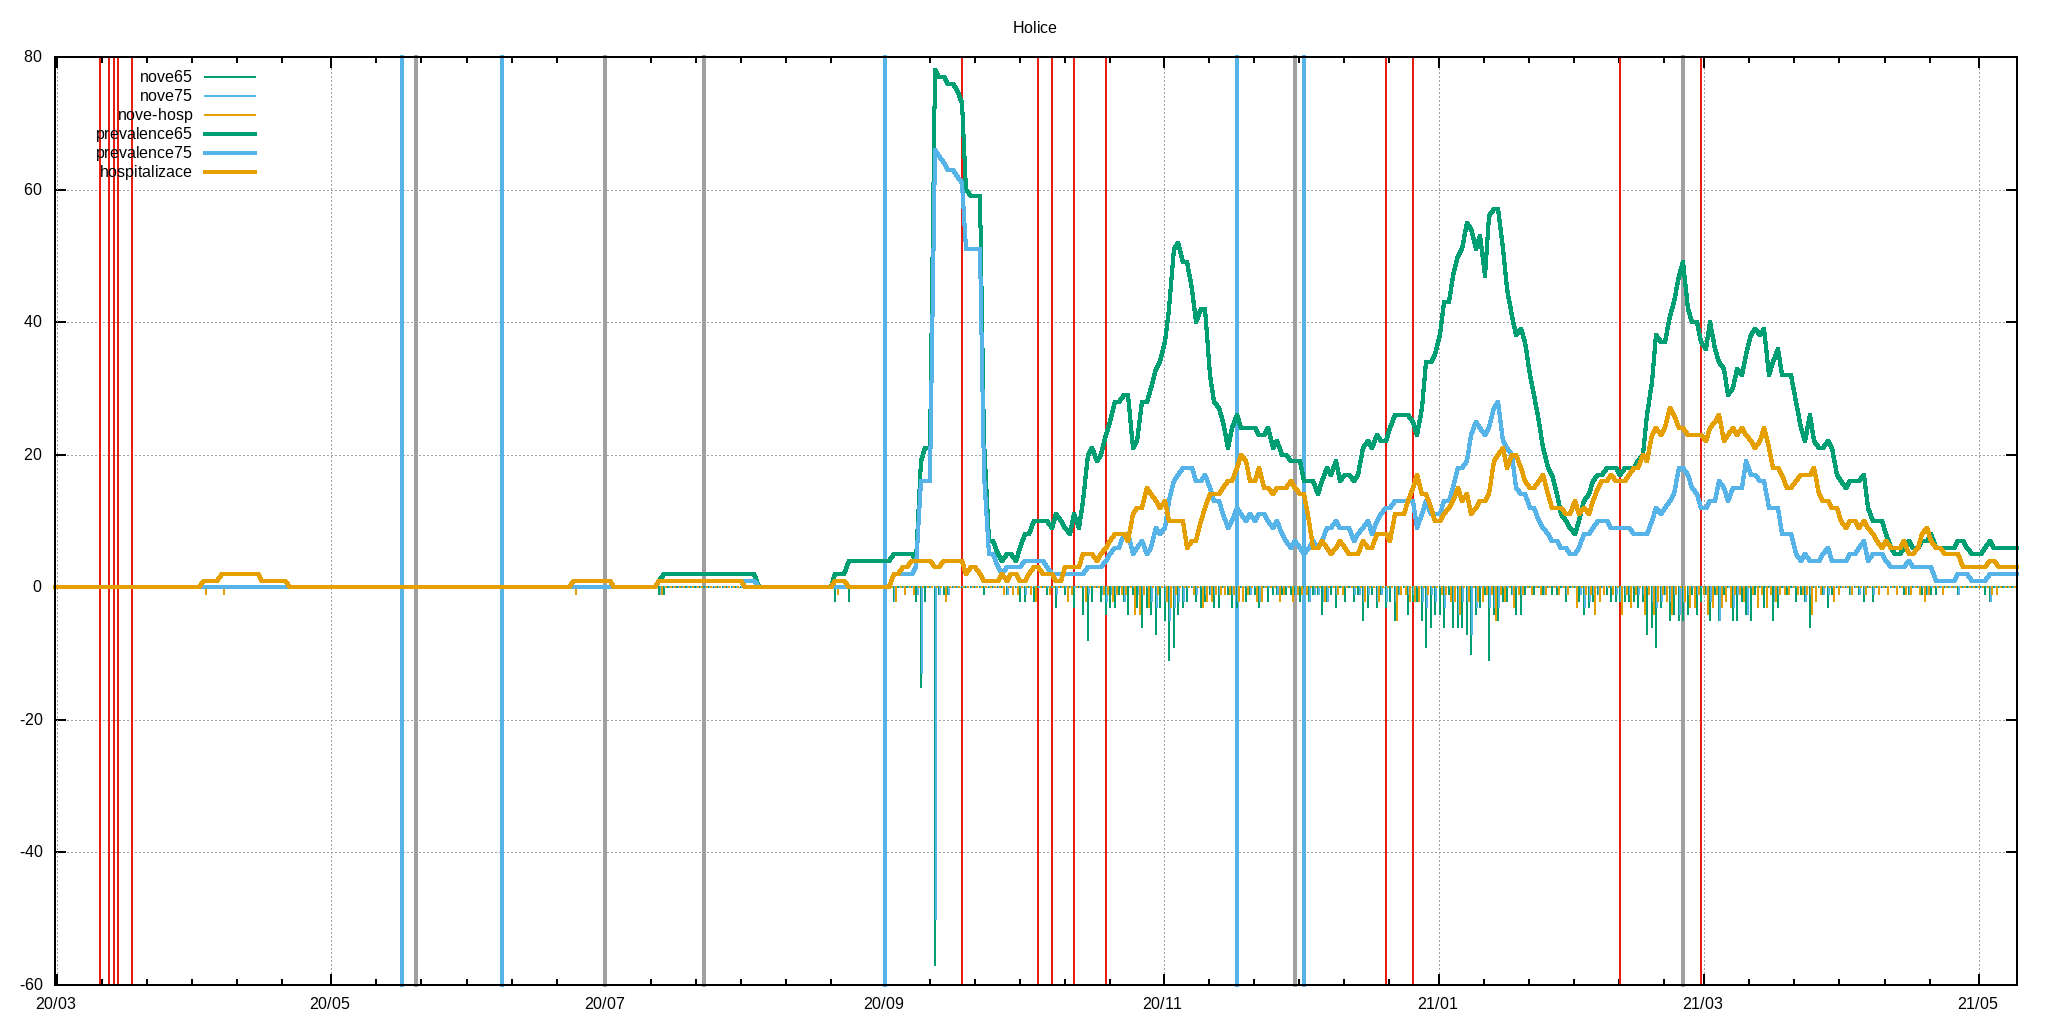 Holice
80
60
40
20
0
-20
-40
-60
nove65
nove75
nove-hosp
prevalence65
prevalence75
hospitalizace
20/03 20/05 20/07 20/09 20/11 21/01 21/03 21/05